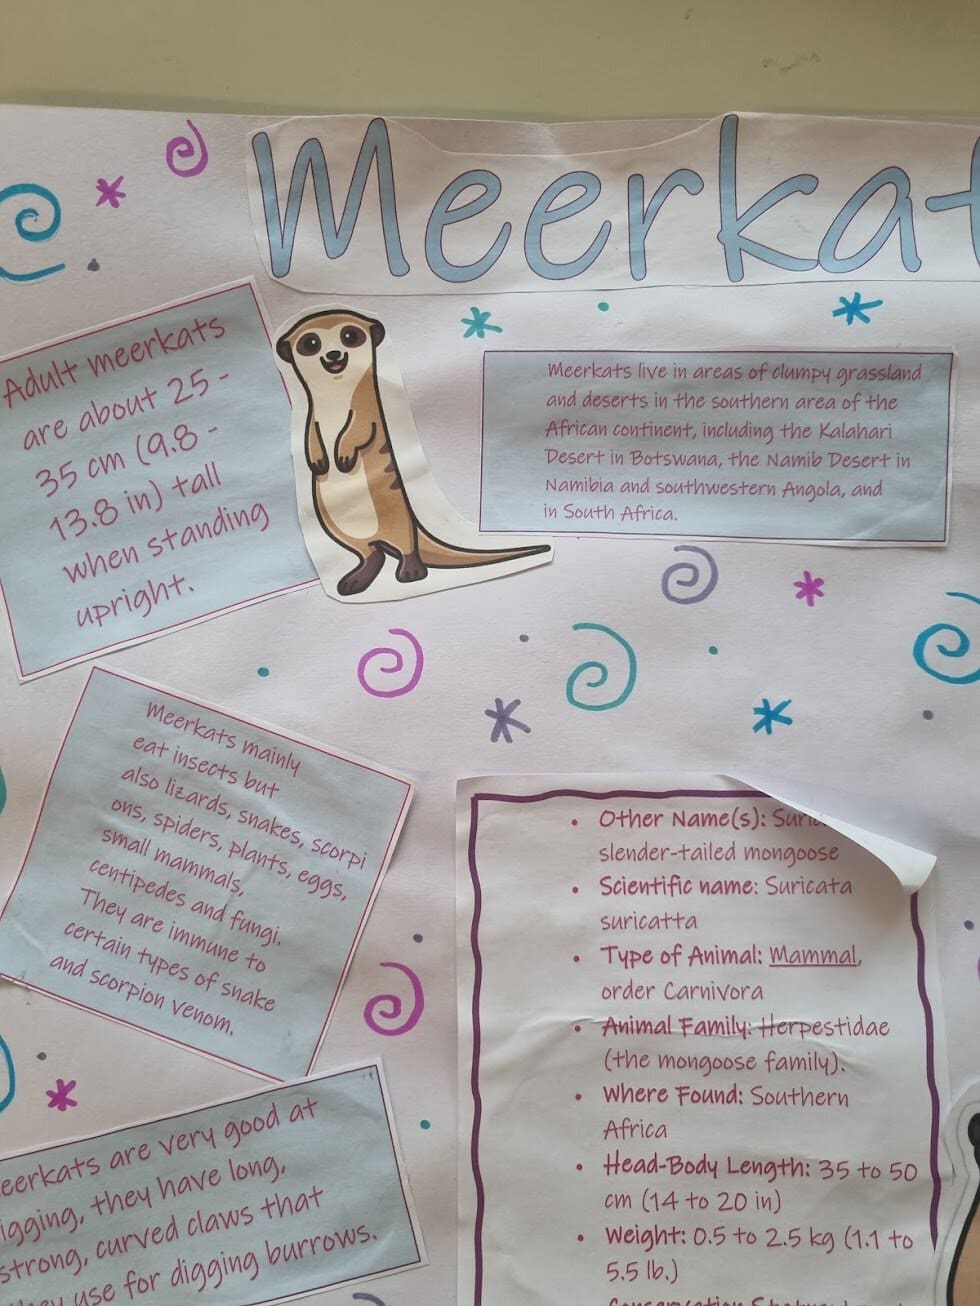 Meerkat
Adult meerkats
are about 25 -
35 cm (9.8 -
13.8 in) tall
when standing
upright.
Meerkats live in areas of clumpy grassland
and deserts in the southern area of the
African continent, including the Kalahari
Desert in Botswana, the Namib Desert in
Namibia and southwestern Angola, and
in South Africa.
Meerkats mainly
eat insects but
also lizards, snakes, scorpi
ons, spiders, plants, eggs,
small mammals,
centipedes and fungi.
They are immune to
certain types of snake
and scorpion venom.
eerkats are very good at
igging, they have long,
strong, curved claws that
they use for digging burrows.
• Other Name(s):
slender-tailed mongoose
• Scientific name: Suricata
suricatta
• Type of Animal: Mammal,
order Carnivora
• Animal Family: Herpestidae
(the mongoose family).
• Where Found: Southern
Africa
• Head-Body Length: 35 to 50
cm (14 to 20 in)
• Weight: 0.5 to 2.5 kg (1.1 to
5.5 lb.)
Conservation